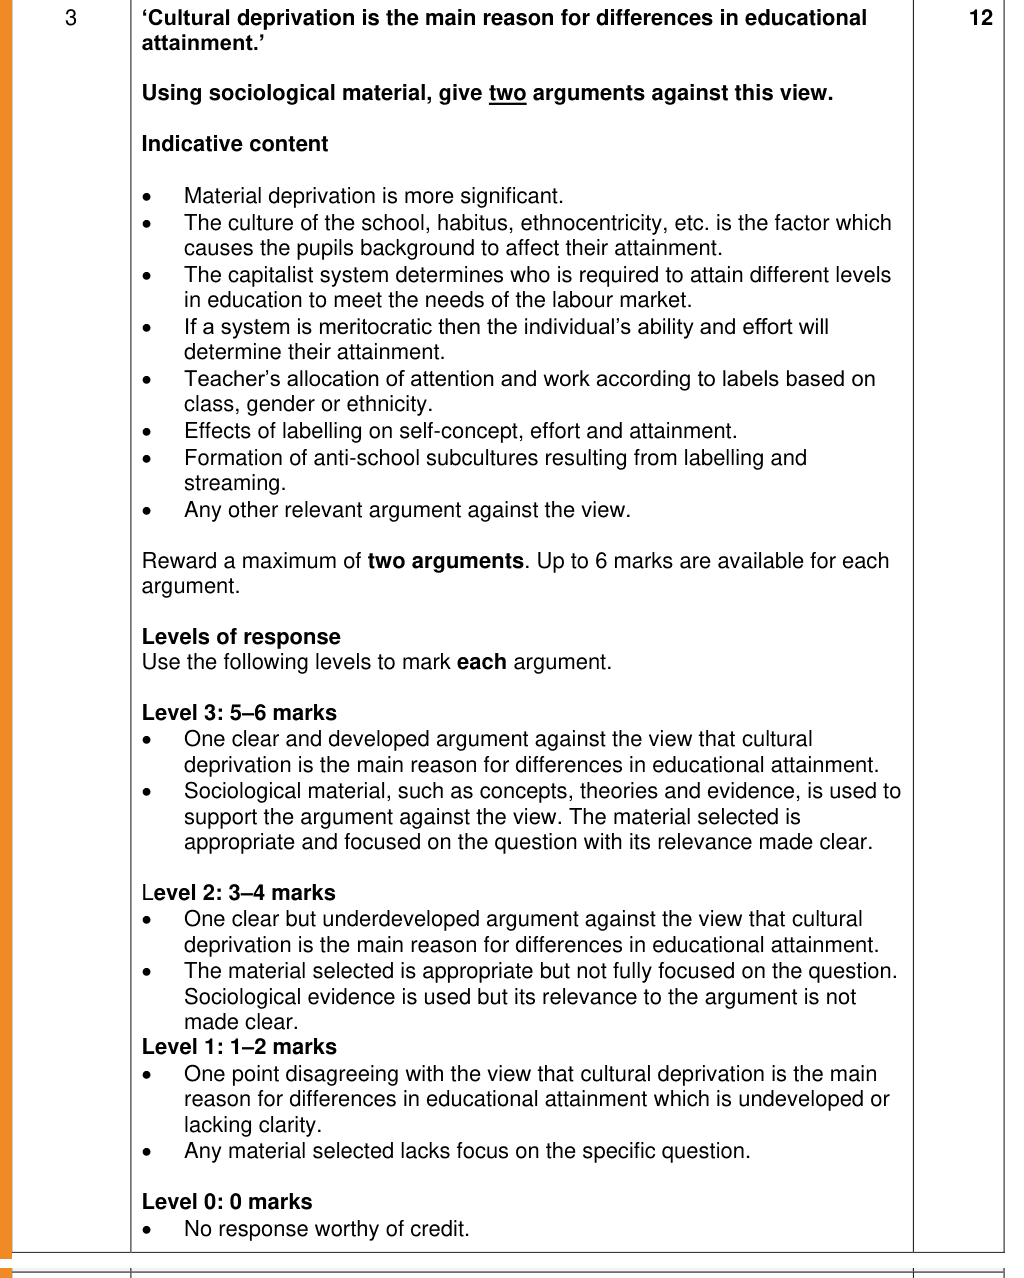 3 ‘Cultural deprivation is the main reason for differences in educational 12
attainment.’
Using sociological material, give two arguments against this view.
Indicative content
• Material deprivation is more significant.
• The culture of the school, habitus, ethnocentricity, etc. is the factor which
causes the pupils background to affect their attainment.
• The capitalist system determines who is required to attain different levels
in education to meet the needs of the labour market.
• If a system is meritocratic then the individual’s ability and effort will
determine their attainment.
• Teacher’s allocation of attention and work according to labels based on
class, gender or ethnicity.
• Effects of labelling on self-concept, effort and attainment.
• Formation of anti-school subcultures resulting from labelling and
streaming.
• Any other relevant argument against the view.
Reward a maximum of two arguments. Up to 6 marks are available for each
argument.
Levels of response
Use the following levels to mark each argument.
Level 3: 5–6 marks
• One clear and developed argument against the view that cultural
deprivation is the main reason for differences in educational attainment.
• Sociological material, such as concepts, theories and evidence, is used to
support the argument against the view. The material selected is
appropriate and focused on the question with its relevance made clear.
Level 2: 3–4 marks
• One clear but underdeveloped argument against the view that cultural
deprivation is the main reason for differences in educational attainment.
• The material selected is appropriate but not fully focused on the question.
Sociological evidence is used but its relevance to the argument is not
made clear.
Level 1: 1–2 marks
• One point disagreeing with the view that cultural deprivation is the main
reason for differences in educational attainment which is undeveloped or
lacking clarity.
• Any material selected lacks focus on the specific question.
Level 0: 0 marks
• No response worthy of credit.